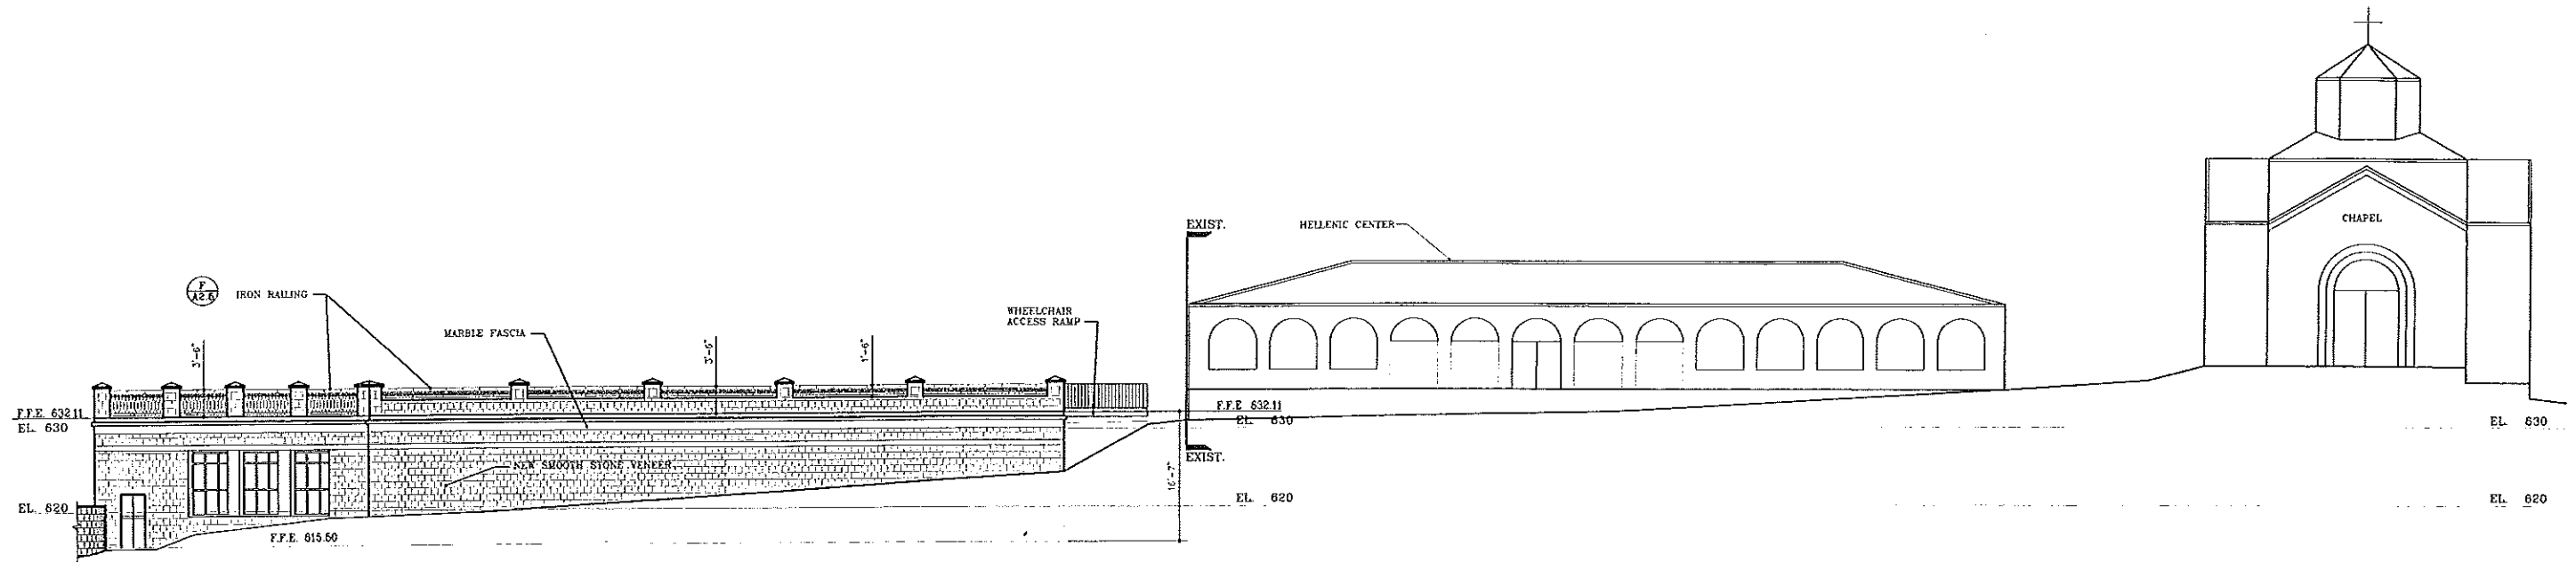 CHAPEL
EXIST.
HELLENIC CENTER
F
A2.6
IRON RAILING
WHEELCHAIR
ACCESS RAMP
MARBLE FASCIA
3'-6"
3'-6"
1'-6"
F.F.E. 632.11
EL. 630
F.F.E. 632.11
EL. 630
EL. 630
EXIST.
NEW SMOOTH STONE VENEER
16'-7"
EL. 620
EL. 620
EL. 620
F.F.E. 615.50